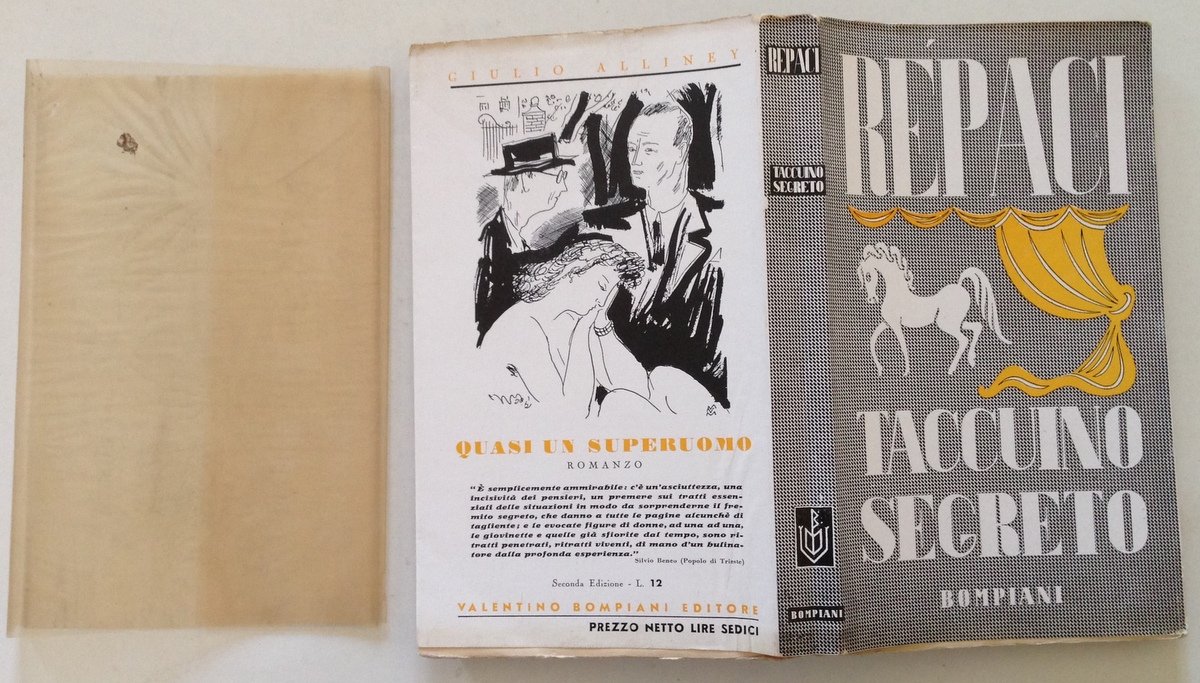 GIULIO ALLINEY
QUASI UN SUPERUOMO
ROMANZO
"È semplicemente ammirabile: c'è un'asciuttezza, una
incisività dei pensieri, un premere sui tratti essen-
ziali delle situazioni in modo da sorprenderne il fre-
mito segreto, che danno a tutte le pagine alcunchè di
tagliente; e le evocate figure di donne, ad una ad una,
le giovinette e quelle già sfiorite dal tempo, sono ri-
tratti penetrati, ritratti viventi, di mano d'un bulina-
tore dalla profonda esperienza."
Silvio Benco (Popolo di Trieste)
Seconda Edizione - L. 12
VALENTINO BOMPIANI EDITORE
PREZZO NETTO LIRE SEDICI
REPACI
TACCUINO
SEGRETO
BOMPIANI
RÉPACI
TACCUINO
SEGRETO
BOMPIANI